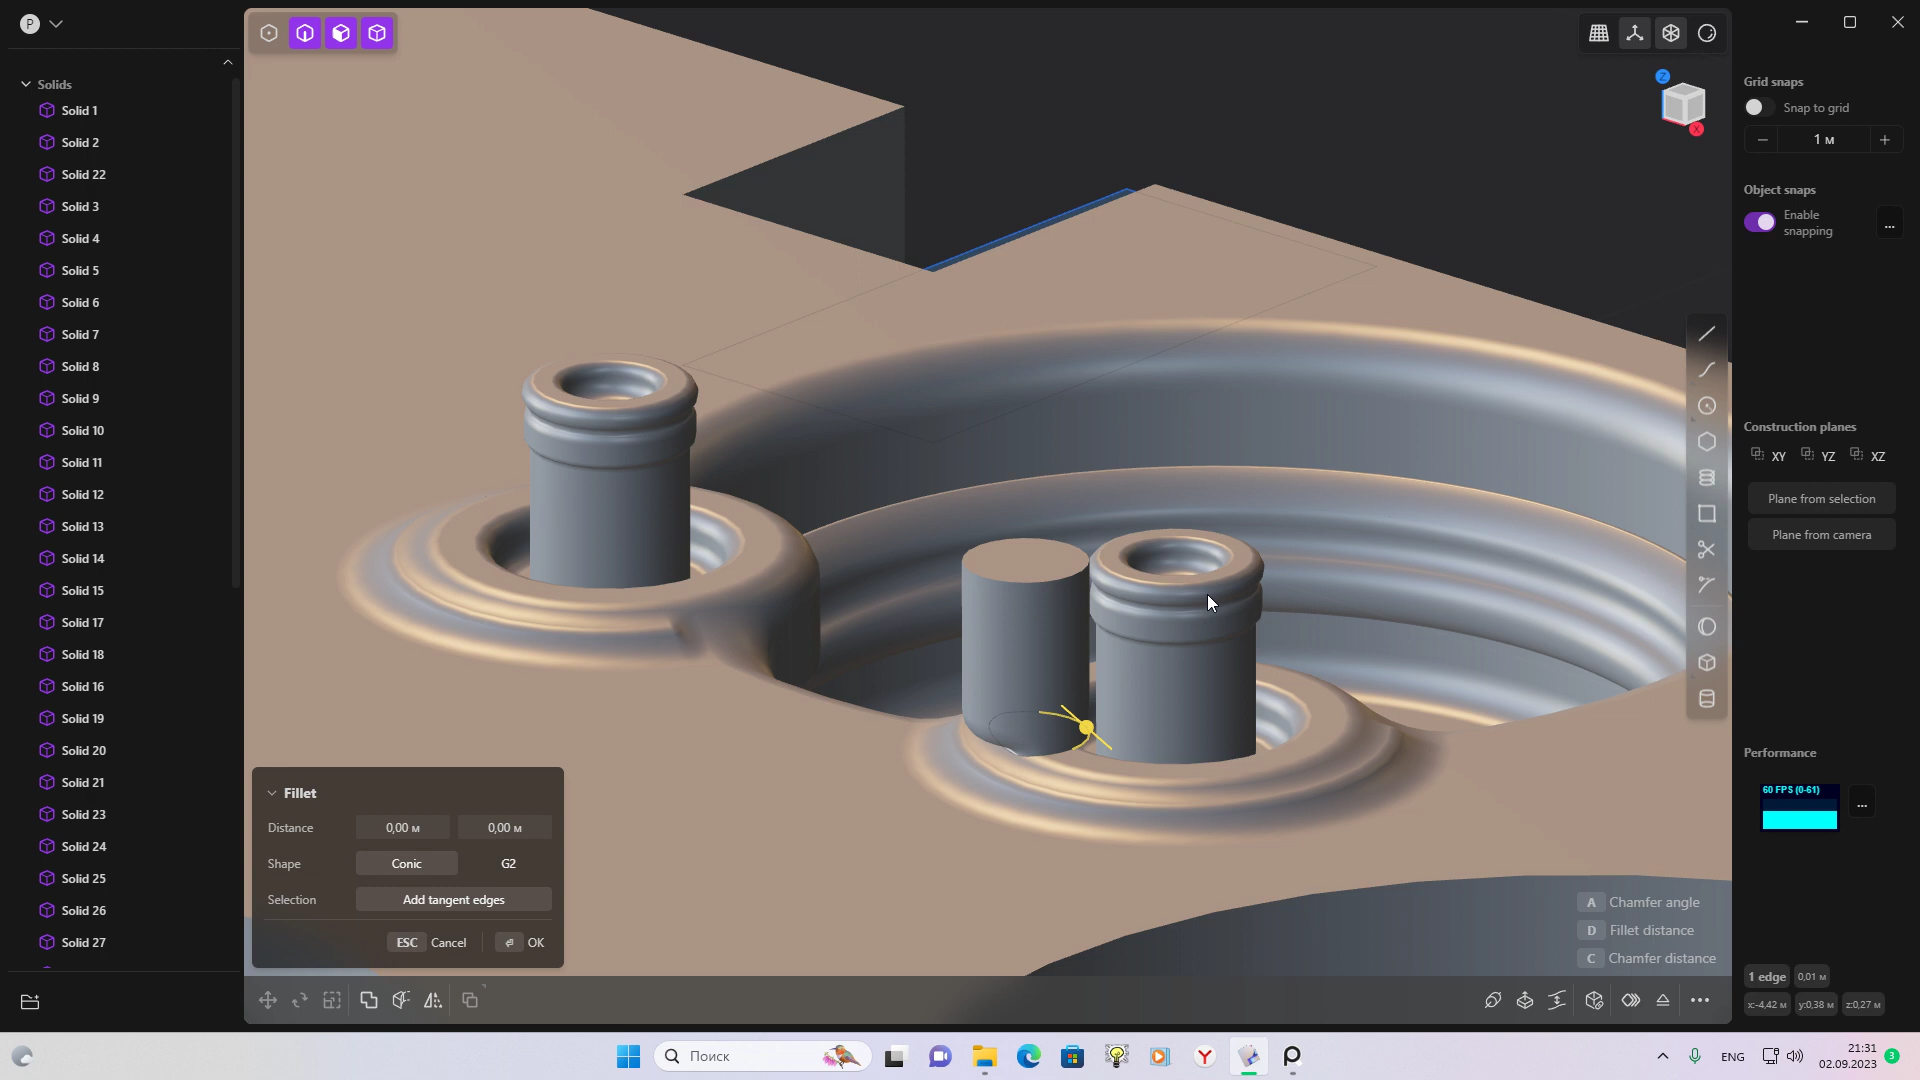 P
Solids
Solid 1
Solid 2
Solid 22
Solid 3
Solid 4
Solid 5
Solid 6
Solid 7
Solid 8
Solid 9
Solid 10
Solid 11
Solid 12
Solid 13
Solid 14
Solid 15
Solid 17
Solid 18
Solid 16
Solid 19
Solid 20
Solid 21
Solid 23
Solid 24
Solid 25
Solid 26
Solid 27
Z
X
Fillet
Distance 0,00 м 0,00 м
Shape Conic G2
Selection Add tangent edges
ESC Cancel OK
A Chamfer angle
D Fillet distance
C Chamfer distance
Grid snaps
Snap to grid
1 м
Object snaps
Enable
snapping
...
Construction planes
XY YZ XZ
Plane from selection
Plane from camera
Performance
60 FPS (0-61)
...
1 edge 0,01 м
x:-4,42 м y:0,38 м z:0,27 м
Поиск
ENG
21:31
02.09.2023
3